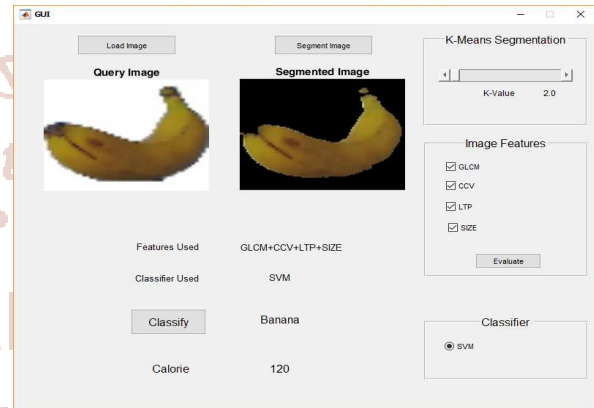 GUI
Load Image
Segment Image
Query Image
Segmented Image
K-Means Segmentation
K-Value 2.0
Image Features
GLCM
CCV
LTP
SIZE
Evaluate
Features Used GLCM+CCV+LTP+SIZE
Classifier Used SVM
Classify Banana
Calorie 120
Classifier
SVM